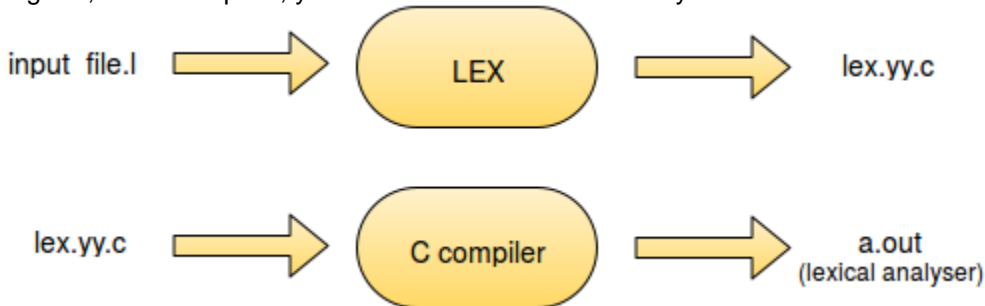 input file.l
LEX
lex.yy.c
lex.yy.c
C compiler
a.out
(lexical analyser)